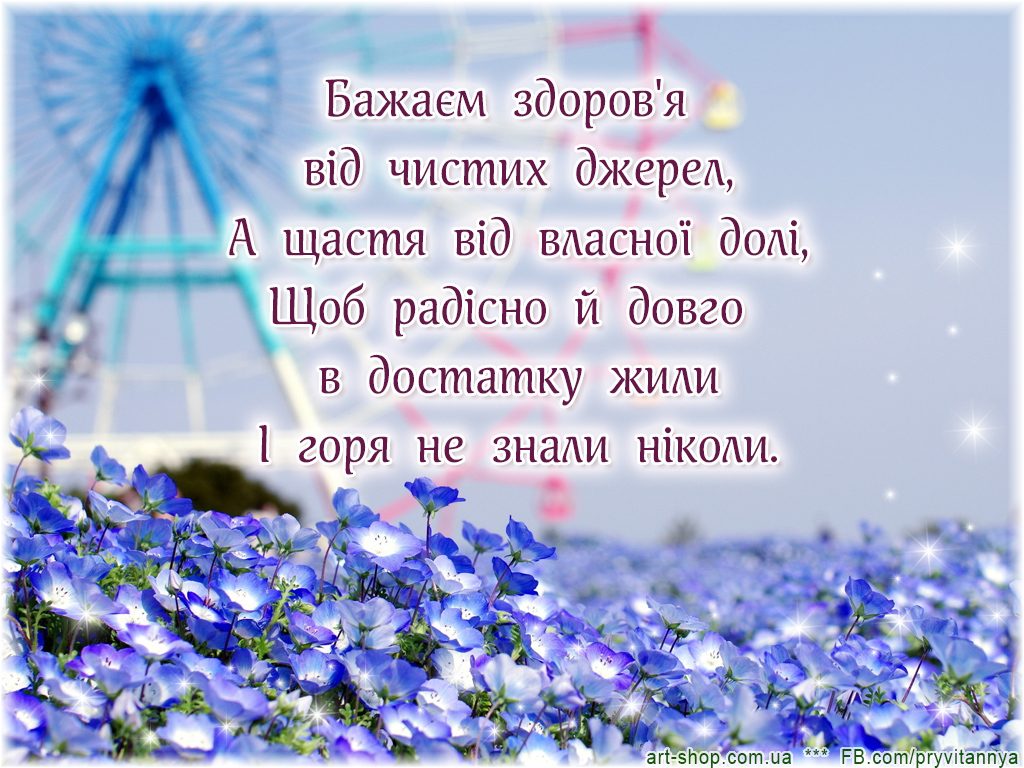 Бажаєм здоров'я
від чистих джерел,
А щастя від власної долі,
Щоб радісно й довго
в достатку жили
І горя не знали ніколи.
art-shop.com.ua *** FB.com/pryvitannya